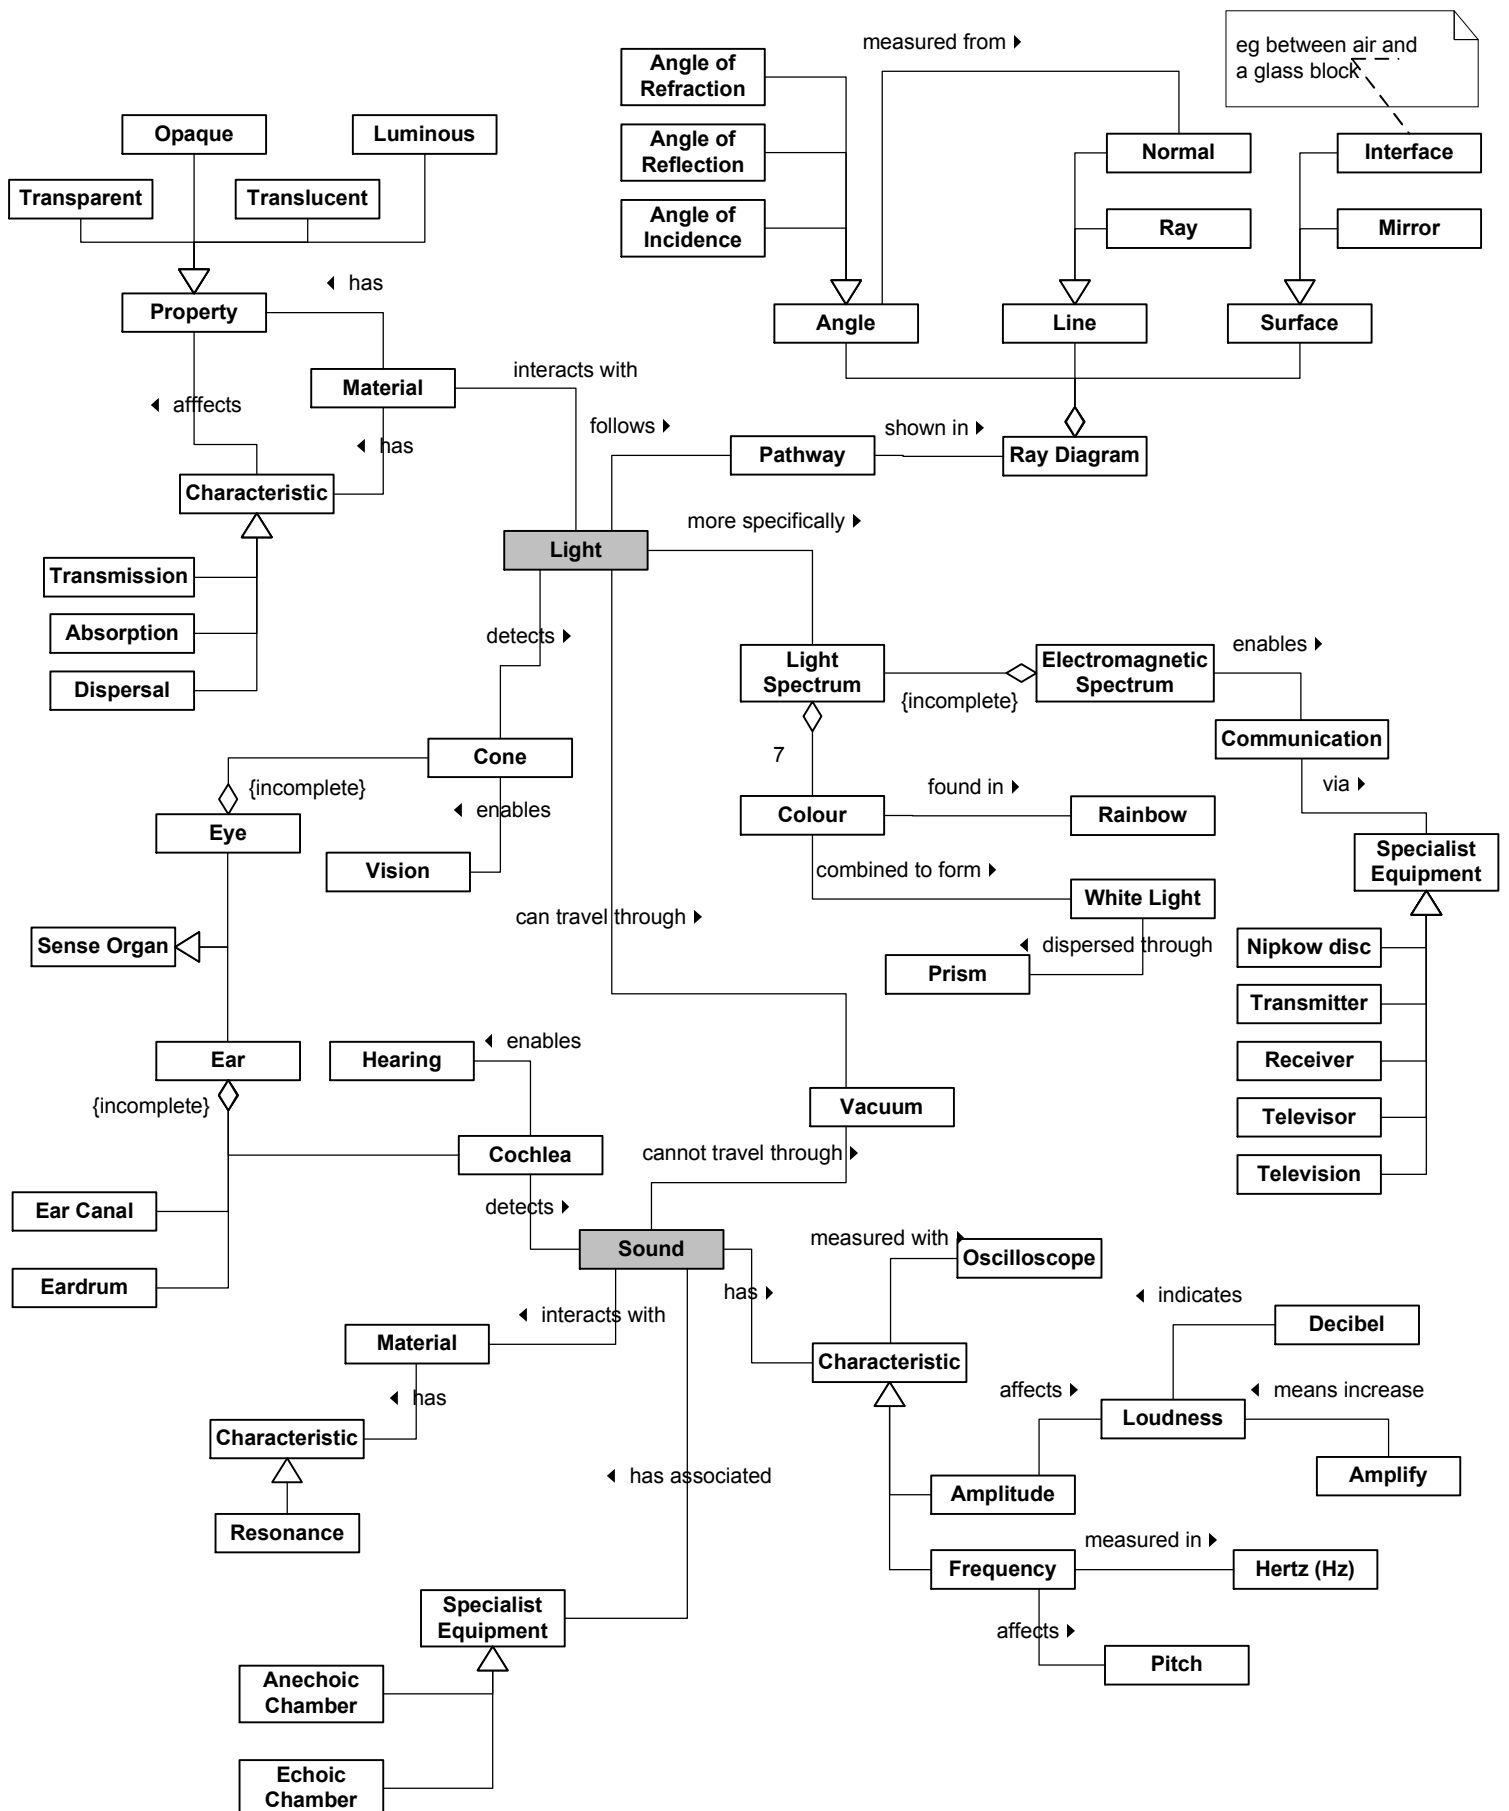 measured from
eg between air and
a glass block
Angle of
Refraction
Opaque
Luminous
Angle of
Reflection
Normal
Interface
Transparent
Translucent
Angle of
Incidence
Ray
Mirror
has
Property
Angle
Line
Surface
interacts with
Material
afffects
follows
shown in
has
Pathway
Ray Diagram
Characteristic
more specifically
Light
Transmission
Absorption
detects
enables
Light
Spectrum
Electromagnetic
Spectrum
Dispersal
{incomplete}
Communication
Cone
7
{incomplete}
found in
via
enables
Colour
Rainbow
Eye
Specialist
Equipment
Vision
combined to form
White Light
can travel through
Sense Organ
dispersed through
Nipkow disc
Prism
Transmitter
enables
Ear
Hearing
Receiver
{incomplete}
Vacuum
Televisor
Cochlea
cannot travel through
Television
Ear Canal
detects
measured with
Sound
Oscilloscope
Eardrum
has
indicates
interacts with
Decibel
Material
Characteristic
has
affects
means increase
Loudness
Characteristic
has associated
Amplify
Amplitude
Resonance
measured in
Frequency
Hertz (Hz)
Specialist
Equipment
affects
Pitch
Anechoic
Chamber
Echoic
Chamber